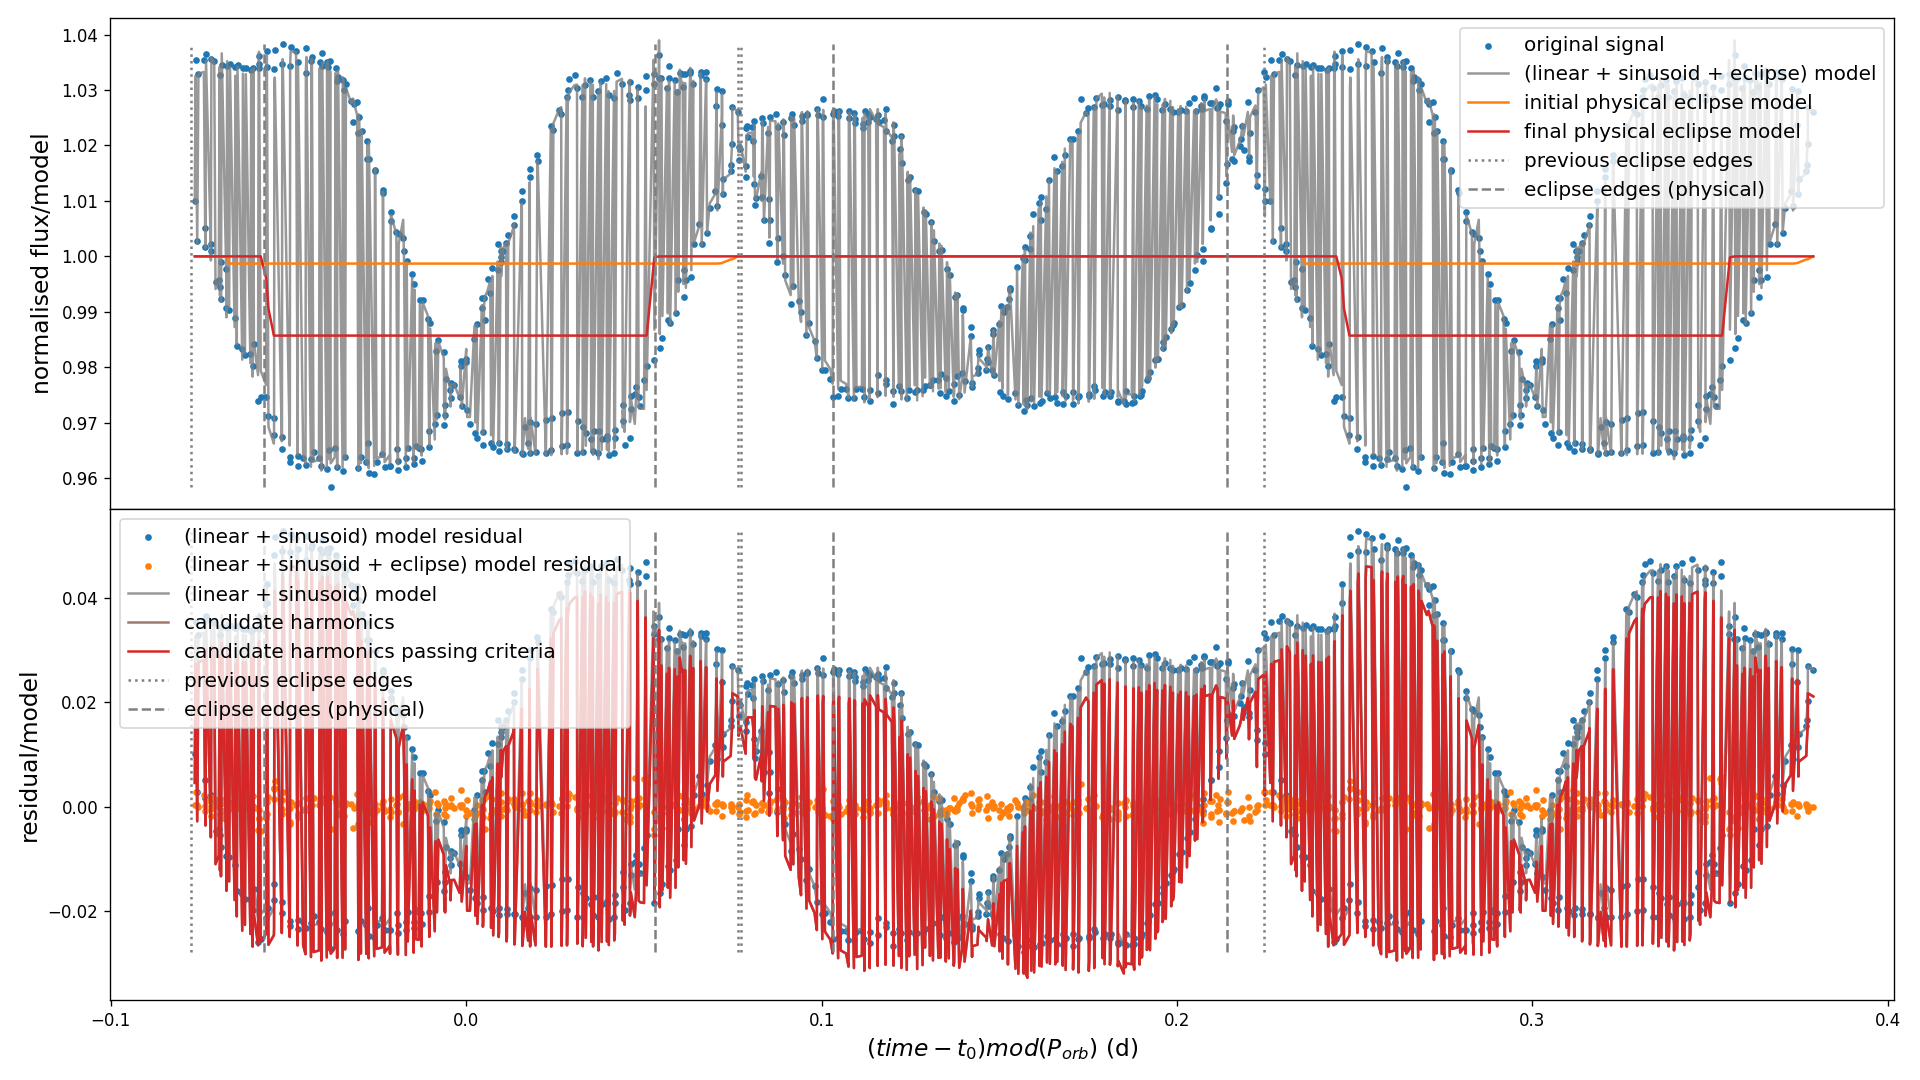 1.04
1.03
1.02
1.01
1.00
0.99
0.98
0.97
0.96
normalised flux/model
original signal
(linear + sinusoid + eclipse) model
initial physical eclipse model
final physical eclipse model
previous eclipse edges
eclipse edges (physical)
0.04
0.02
0.00
−0.02
residual/model
(linear + sinusoid) model residual
(linear + sinusoid + eclipse) model residual
(linear + sinusoid) model
candidate harmonics
candidate harmonics passing criteria
previous eclipse edges
eclipse edges (physical)
−0.1 0.0 0.1 0.2 0.3 0.4
(time − t₀)mod(P_orb) (d)